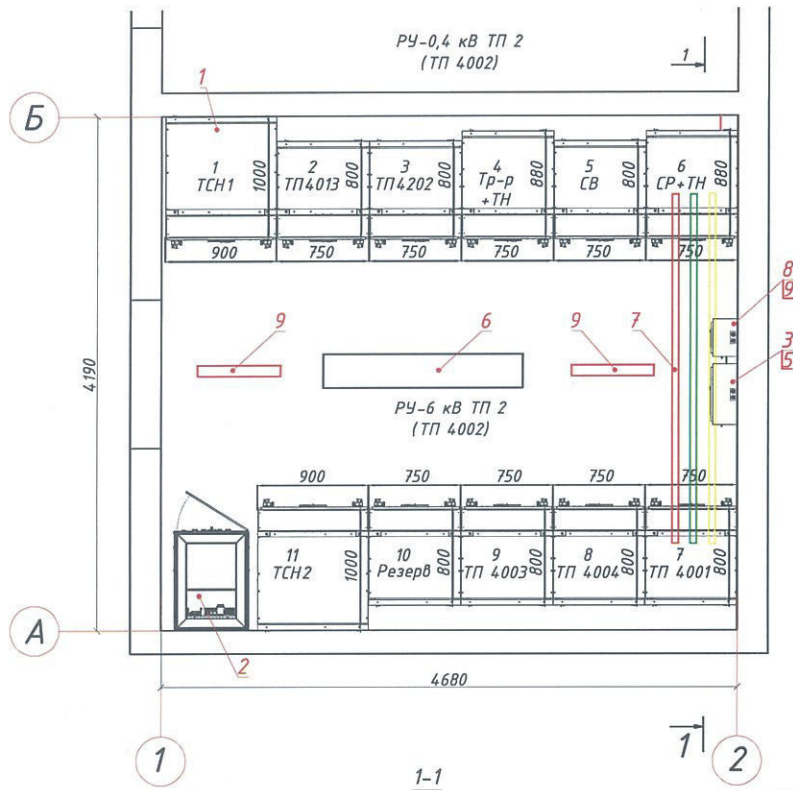 РУ-0,4 кВ ТП 2
(ТП 4002)
1
1
Б
1
ТСН1
1000
2
ТП4013
800
3
ТП4202
800
4
Тр-р
+ТН
880
5
СВ
800
6
СР+ТН
880
900
750
750
750
750
750
8
9
9
6
9
7
3
5
4190
РУ-6 кВ ТП 2
(ТП 4002)
900
750
750
750
750
11
ТСН2
1000
10
Резерв
800
9
ТП 4003
800
8
ТП 4004
800
7
ТП 4001
800
А
2
4680
1
1
2
1-1